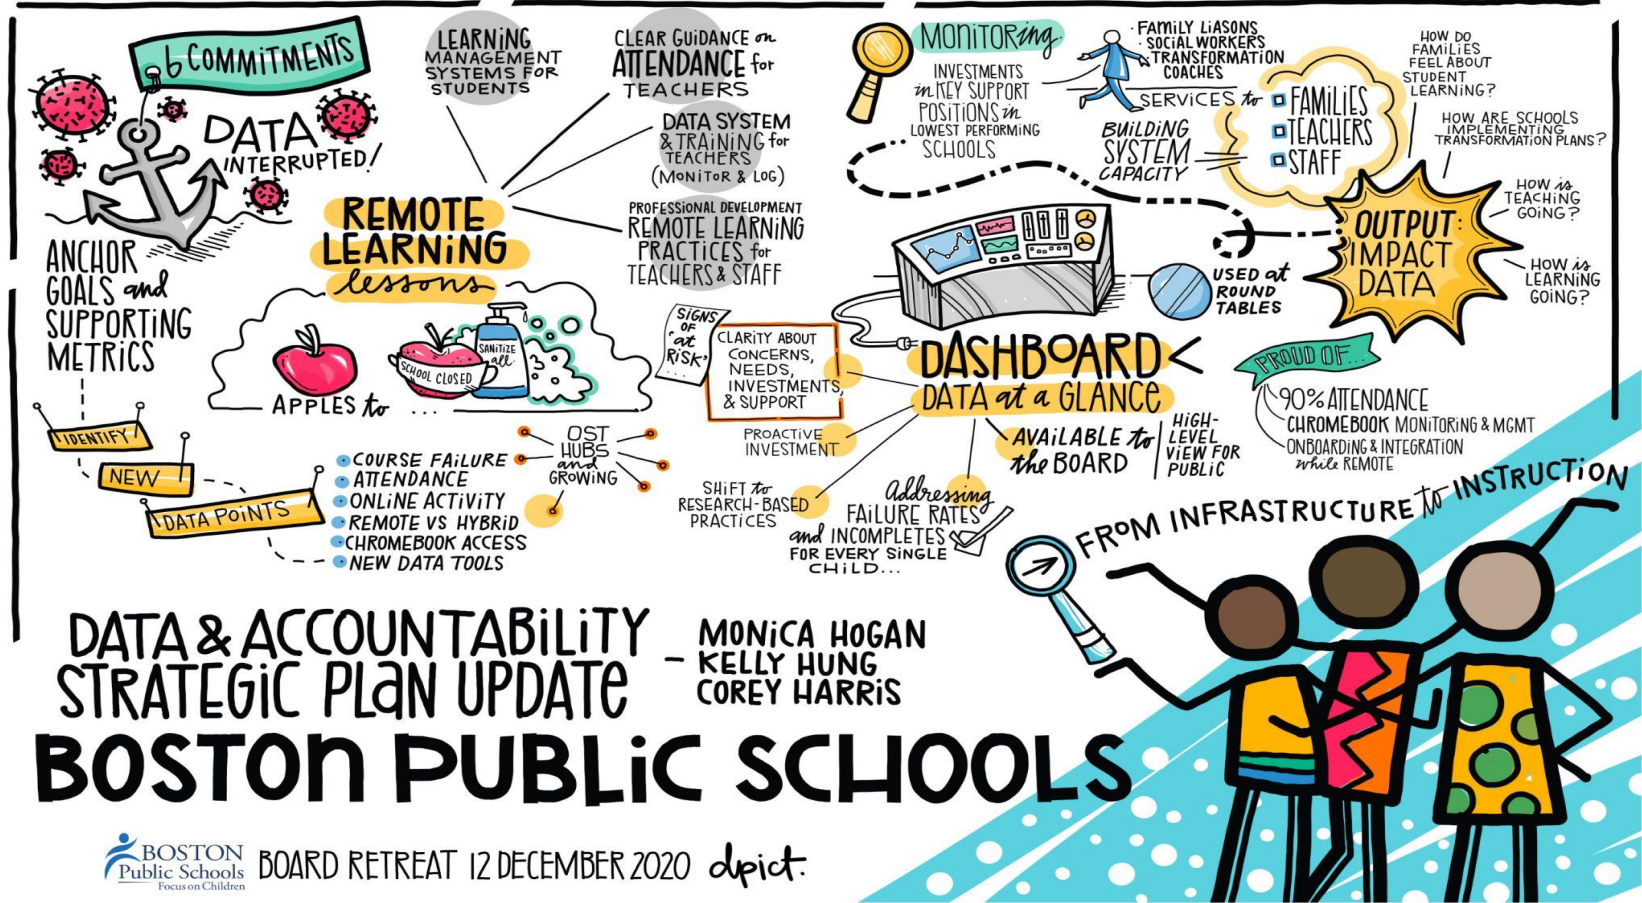 6 COMMITMENTS
DATA
INTERRUPTED!
ANCHOR
GOALS and
SUPPORTING
METRICS
IDENTIFY
NEW
DATA POINTS
COURSE FAILURE
ATTENDANCE
ONLINE ACTIVITY
REMOTE VS HYBRID
CHROMEBOOK ACCESS
NEW DATA TOOLS
REMOTE
LEARNING
lessons
APPLES to ...
SCHOOL CLOSED
SANITIZE
all
LEARNING
MANAGEMENT
SYSTEMS FOR
STUDENTS
CLEAR GUIDANCE on
ATTENDANCE for
TEACHERS
DATA SYSTEM
& TRAINING for
TEACHERS
(MONITOR & LOG)
PROFESSIONAL DEVELOPMENT
REMOTE LEARNING
PRACTICES for
TEACHERS & STAFF
OST
HUBS
and
GROWING
SIGNS
OF
"at
RISK"
...
CLARITY ABOUT
CONCERNS,
NEEDS,
INVESTMENTS,
& SUPPORT
PROACTIVE
INVESTMENT
SHIFT to
RESEARCH-BASED
PRACTICES
Addressing
FAILURE RATES
and INCOMPLETES
FOR EVERY SINGLE
CHILD...
DASHBOARD
DATA at a GLANCE
AVAILABLE to
the BOARD
HIGH-
LEVEL
VIEW FOR
PUBLIC
USED at
ROUND
TABLES
MONITORing
INVESTMENTS
in KEY SUPPORT
POSITIONS in
LOWEST PERFORMING
SCHOOLS
· FAMILY LIASONS
· SOCIAL WORKERS
· TRANSFORMATION
COACHES
SERVICES to
FAMILIES
TEACHERS
STAFF
BUILDING
SYSTEM
CAPACITY
OUTPUT:
IMPACT
DATA
HOW DO
FAMILIES
FEEL ABOUT
STUDENT
LEARNING?
HOW ARE SCHOOLS
IMPLEMENTING
TRANSFORMATION PLANS?
HOW is
TEACHING
GOING?
HOW is
LEARNING
GOING?
PROUD OF...
90% ATTENDANCE
CHROMEBOOK MONITORING & MGMT
ONBOARDING & INTEGRATION
while REMOTE
FROM INFRASTRUCTURE to INSTRUCTION
DATA & ACCOUNTABILITY
STRATEGIC PLAN UPDATE
- MONICA HOGAN
KELLY HUNG
COREY HARRIS
BOSTON PUBLIC SCHOOLS
BOSTON
Public Schools
Focus on Children
BOARD RETREAT 12 DECEMBER 2020 dpict.